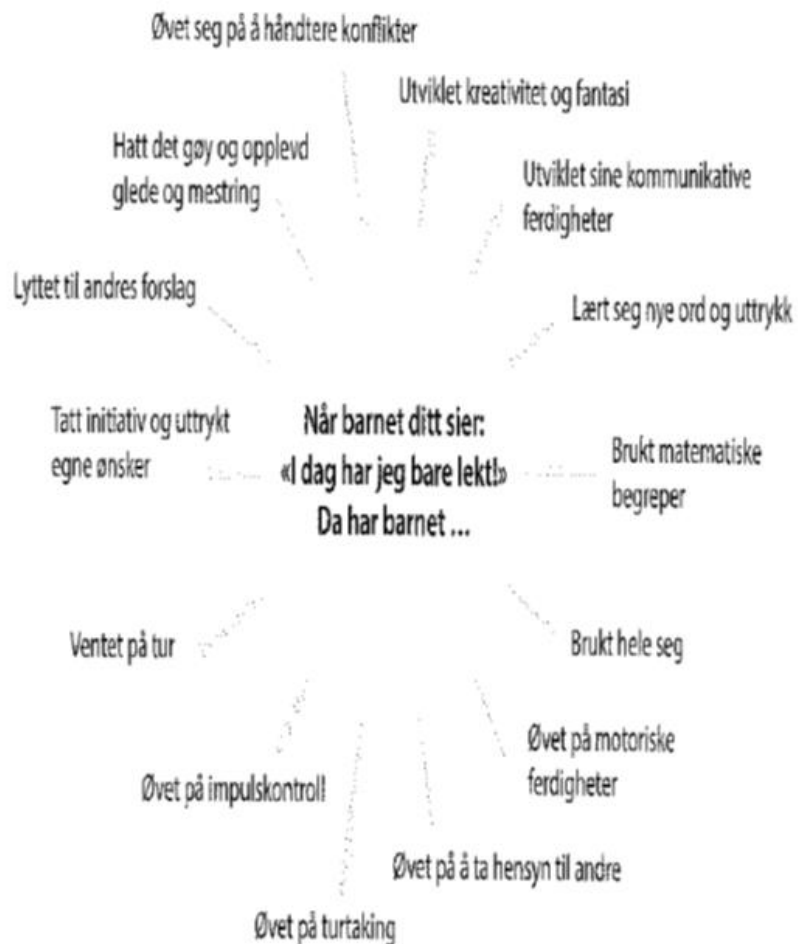 Øvet seg på å håndtere konflikter
Utviklet kreativitet og fantasi
Hatt det gøy og opplevd
glede og mestring
Utviklet sine kommunikative
ferdigheter
Lyttet til andres forslag
Lært seg nye ord og uttrykk
Tatt initiativ og uttrykt
egne ønsker
Når barnet ditt sier:
«I dag har jeg bare lekt!»
Da har barnet ...
Brukt matematiske
begreper
Ventet på tur
Brukt hele seg
Øvet på motoriske
ferdigheter
Øvet på impulskontroll
Øvet på å ta hensyn til andre
Øvet på turtaking